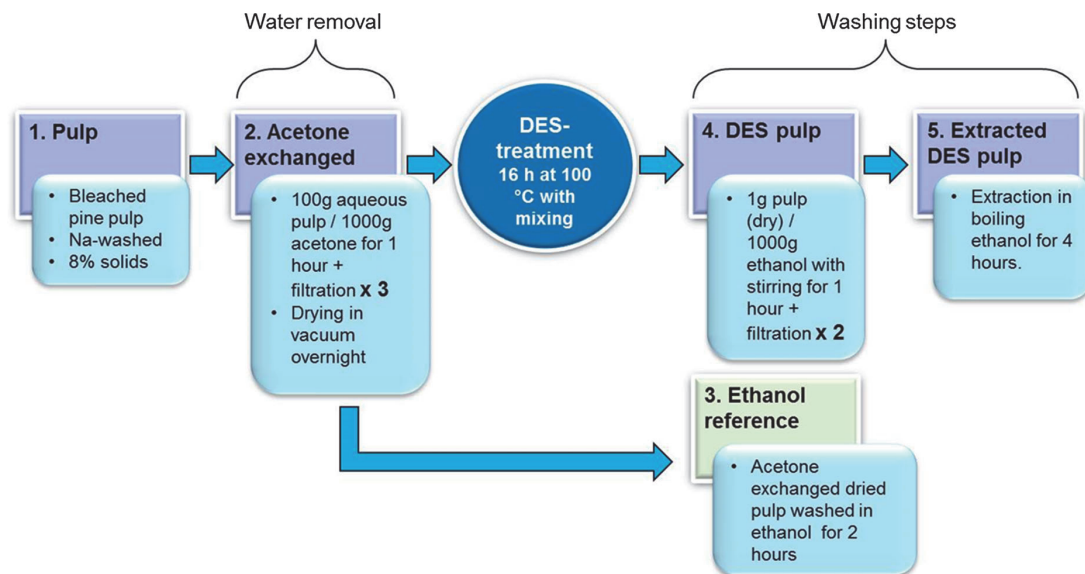 Water removal
Washing steps
1. Pulp
• Bleached
pine pulp
• Na-washed
• 8% solids
2. Acetone
exchanged
• 100g aqueous
pulp / 1000g
acetone for 1
hour +
filtration x 3
• Drying in
vacuum
overnight
DES-
treatment
16 h at 100
°C with
mixing
4. DES pulp
• 1g pulp
(dry) /
1000g
ethanol with
stirring for 1
hour +
filtration x 2
5. Extracted
DES pulp
• Extraction in
boiling
ethanol for 4
hours.
3. Ethanol
reference
• Acetone
exchanged dried
pulp washed in
ethanol for 2
hours